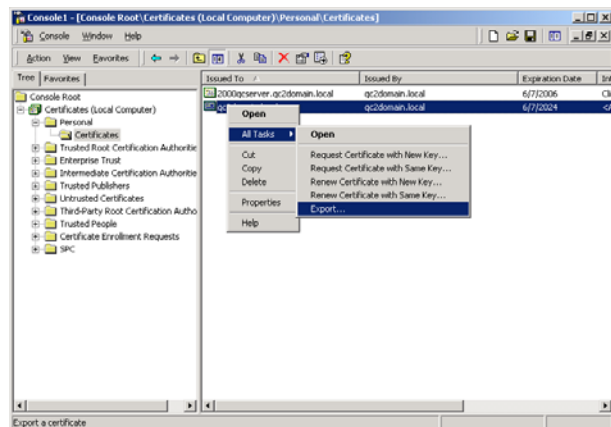 Console1 - [Console Root\Certificates (Local Computer)\Personal\Certificates]
Console Window Help
Action View Favorites
Tree Favorites
Issued To Issued By Expiration Date Int
Console Root
Certificates (Local Computer)
Personal
Certificates
Trusted Root Certification Authoritie
Enterprise Trust
Intermediate Certification Authoritie
Trusted Publishers
Untrusted Certificates
Third-Party Root Certification Autho
Trusted People
Certificate Enrollment Requests
SPC
2000qcserver.qc2domain.local qc2domain.local 6/7/2006 Cli
qc2domain.local 6/7/2024 <A
Open
All Tasks
Cut
Copy
Delete
Properties
Help
Open
Request Certificate with New Key...
Request Certificate with Same Key...
Renew Certificate with New Key...
Renew Certificate with Same Key...
Export...
Export a certificate